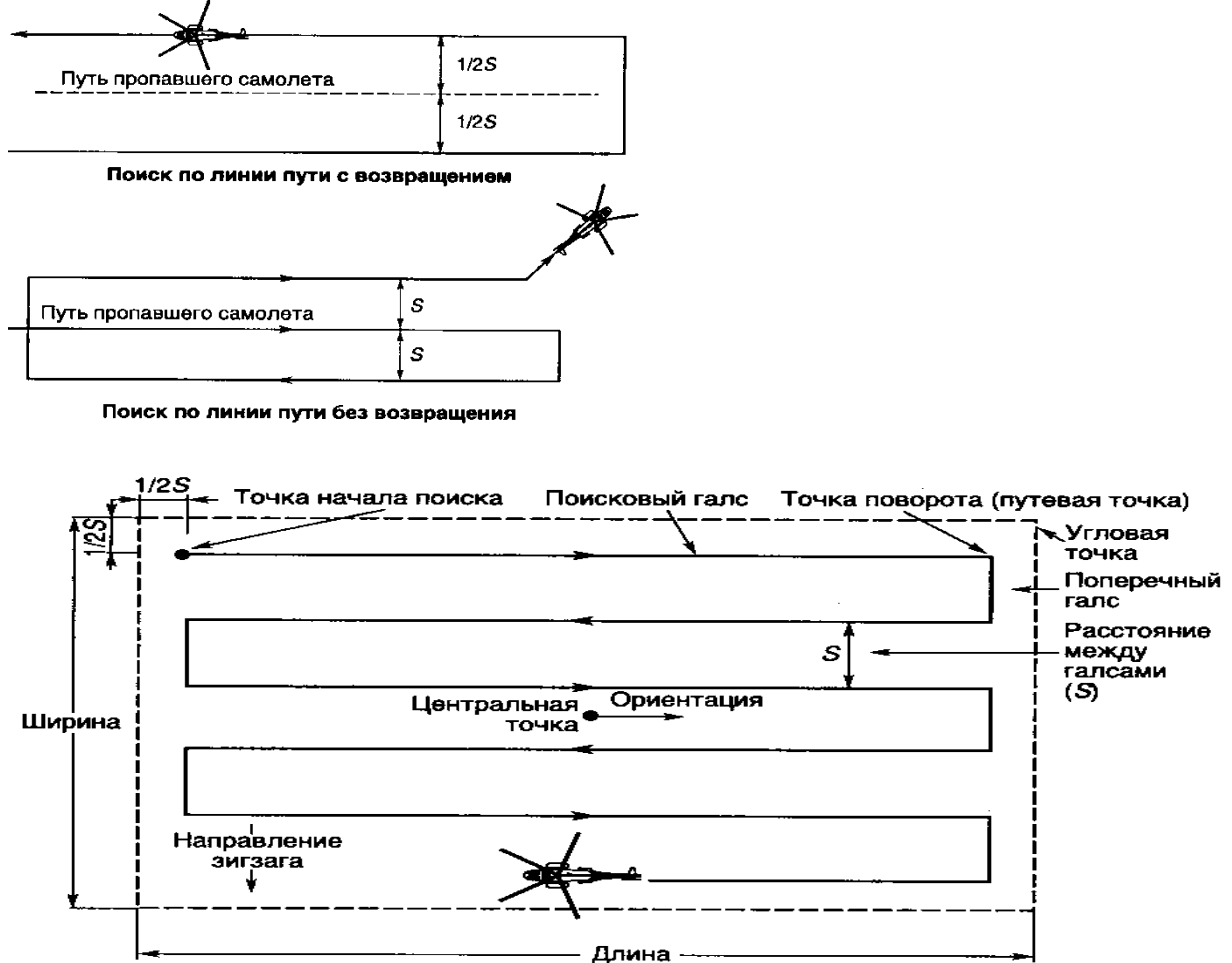 1/2S
Путь пропавшего самолета
1/2S
Поиск по линии пути с возвращением
S
Путь пропавшего самолета
S
Поиск по линии пути без возвращения
1/2S
Точка начала поиска
Поисковый галс
Точка поворота (путевая точка)
1/2S
Угловая
точка
Поперечный
галс
Расстояние
между
галсами
(S)
S
Центральная
точка
Ориентация
Ширина
Направление
зигзага
Длина